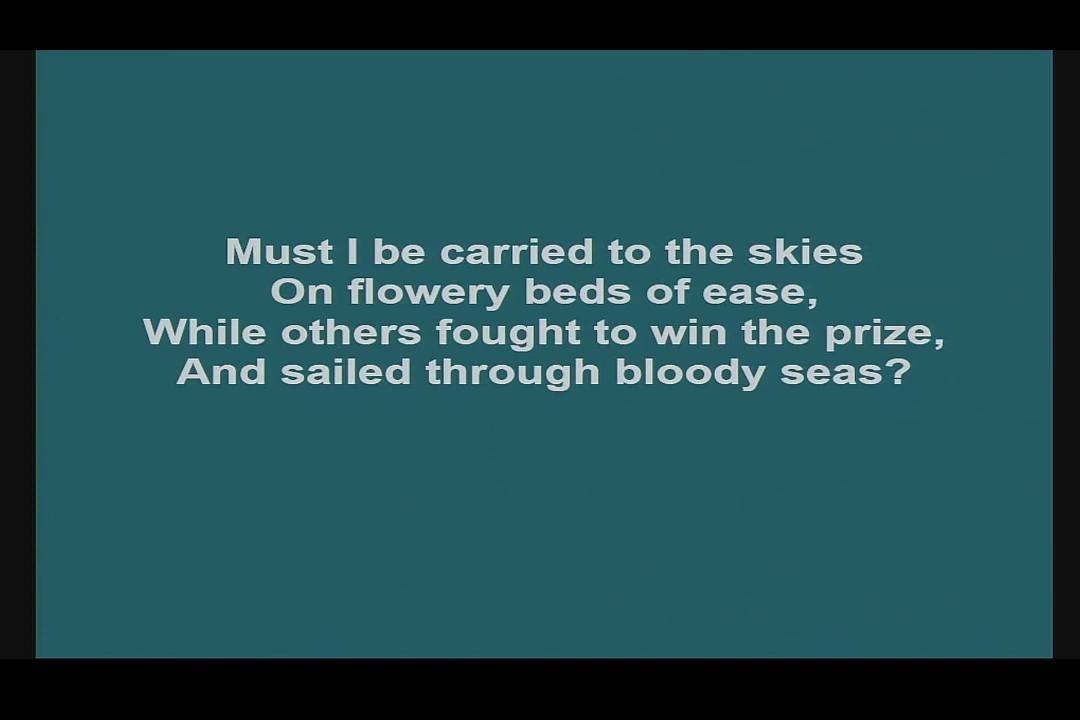 Must I be carried to the skies
On flowery beds of ease,
While others fought to win the prize,
And sailed through bloody seas?